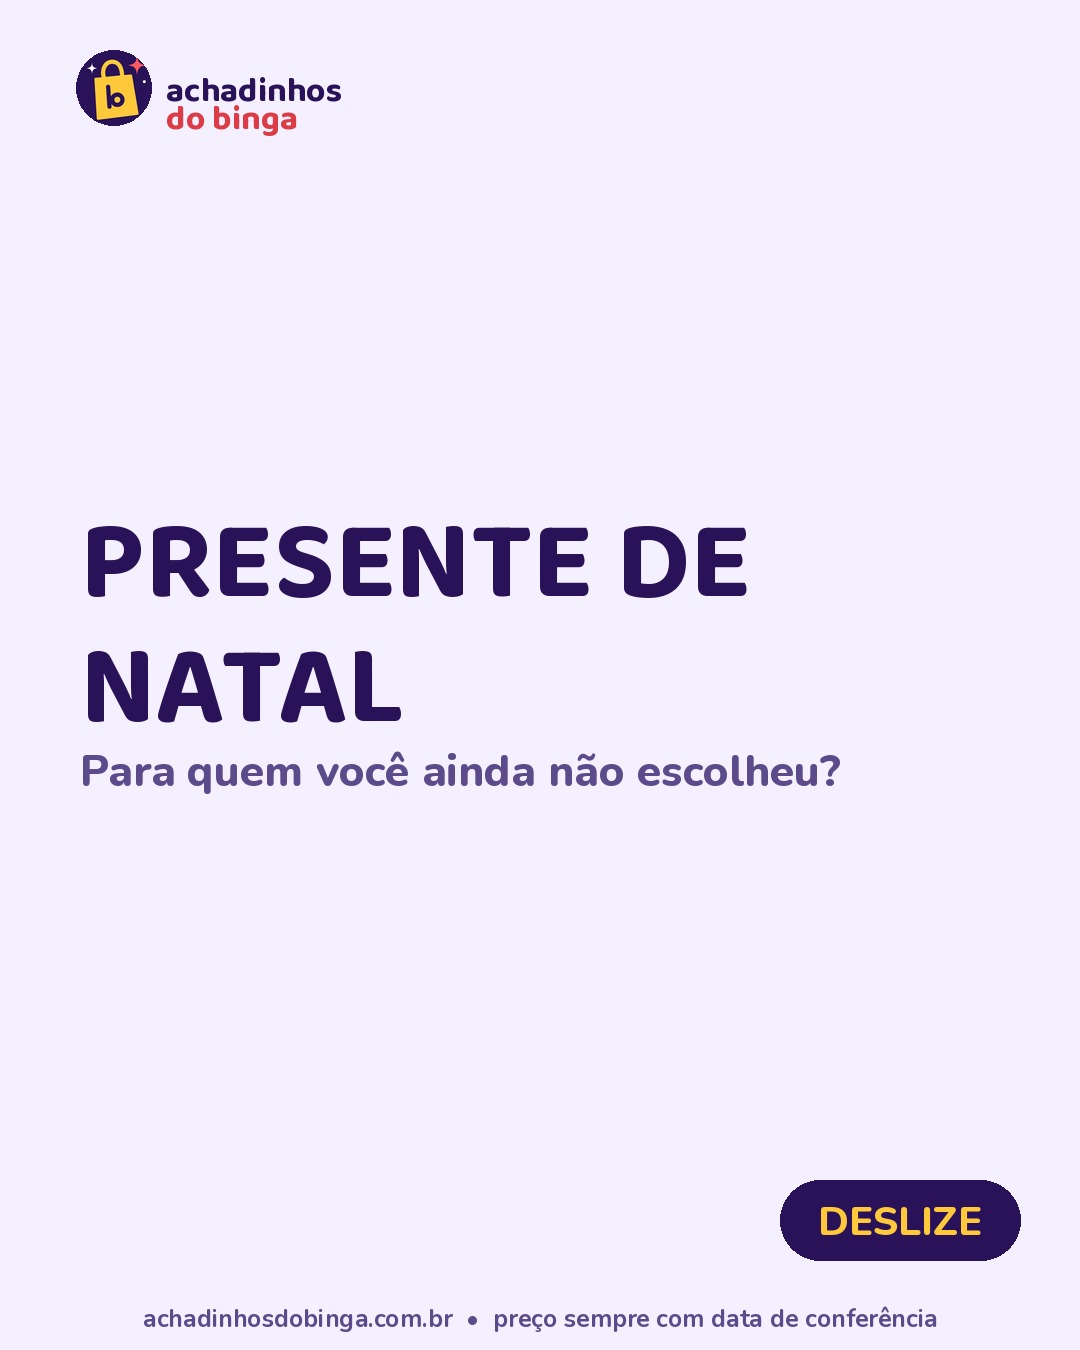 b
achadinhos
do binga
PRESENTE DE
NATAL
Para quem você ainda não escolheu?
DESLIZE
achadinhosdobinga.com.br • preço sempre com data de conferência